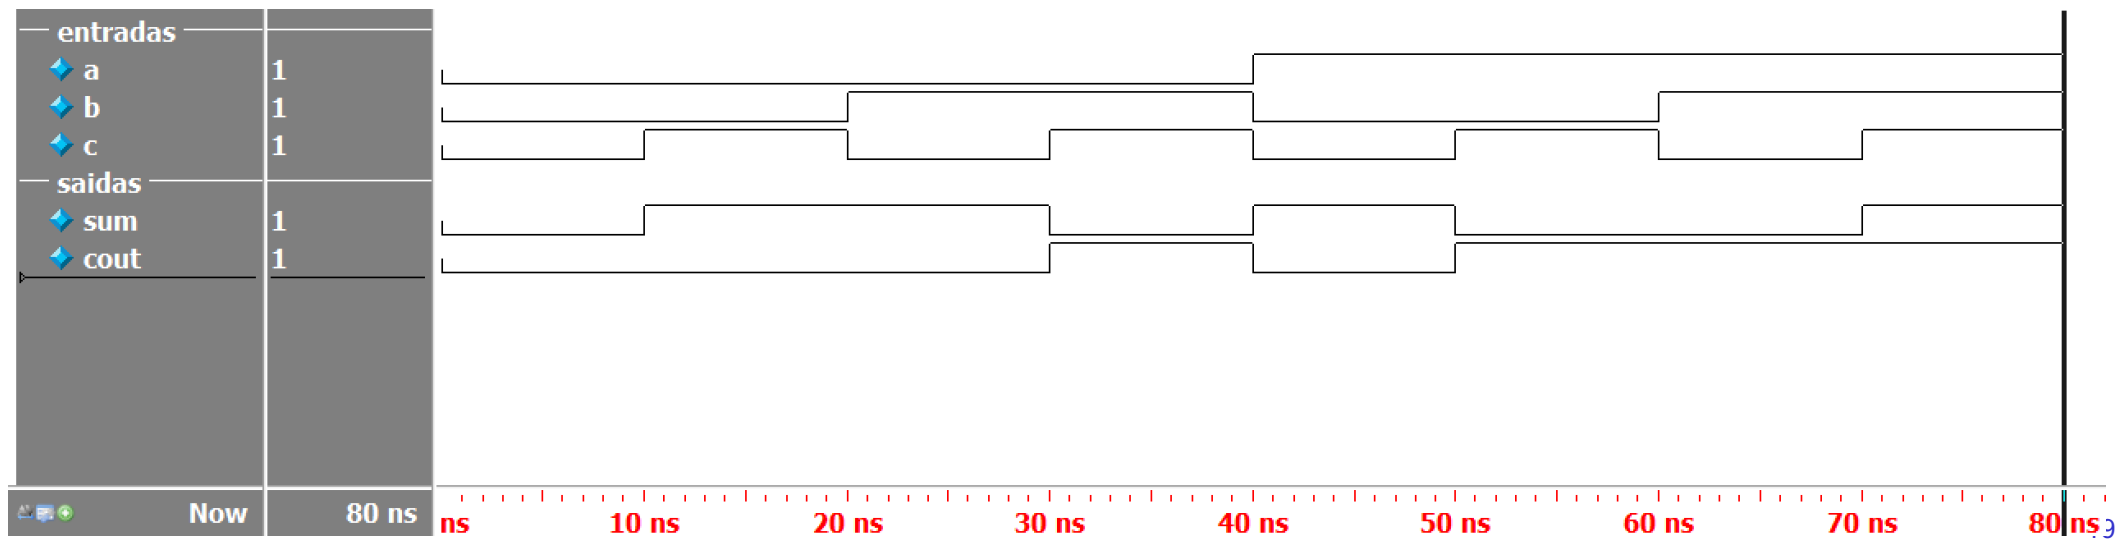 entradas
a 1
b 1
c 1
saidas
sum 1
cout 1
Now 80 ns
ns 10 ns 20 ns 30 ns 40 ns 50 ns 60 ns 70 ns 80 ns